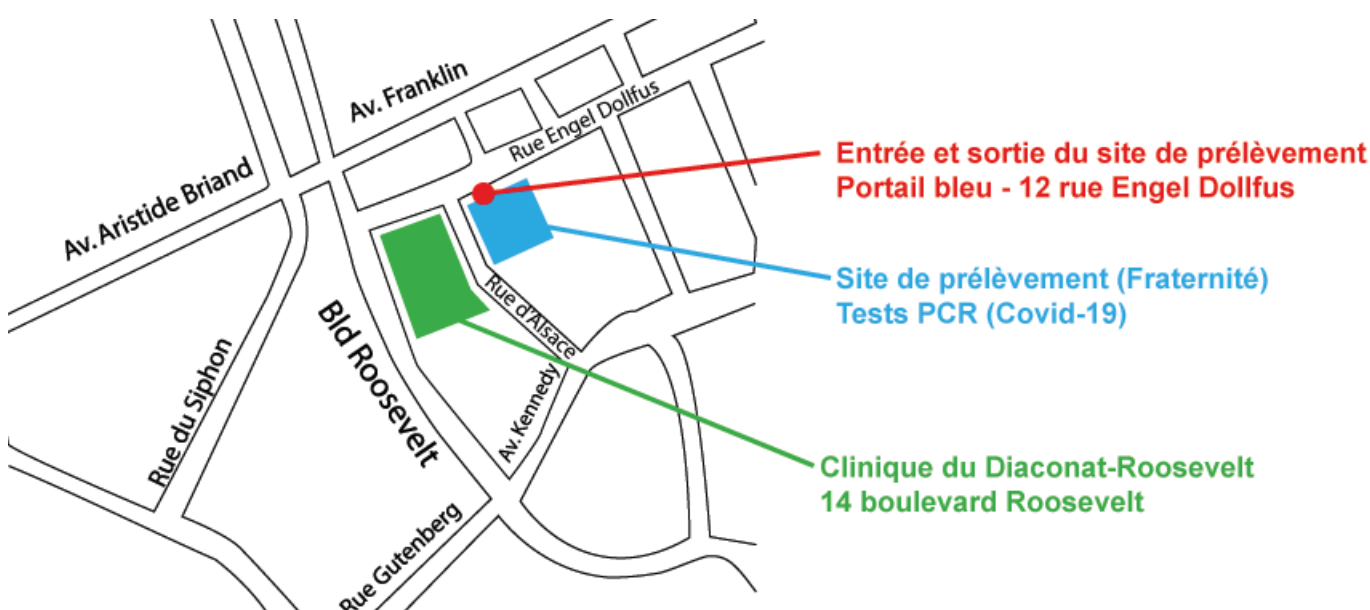 Av. Franklin
Rue Engel Dollfus
Av. Aristide Briand
Entrée et sortie du site de prélèvement
Portail bleu - 12 rue Engel Dollfus
Site de prélèvement (Fraternité)
Tests PCR (Covid-19)
Rue d'Alsace
Bld Roosevelt
Rue du Siphon
Av. Kennedy
Clinique du Diaconat-Roosevelt
14 boulevard Roosevelt
Rue Gutenberg